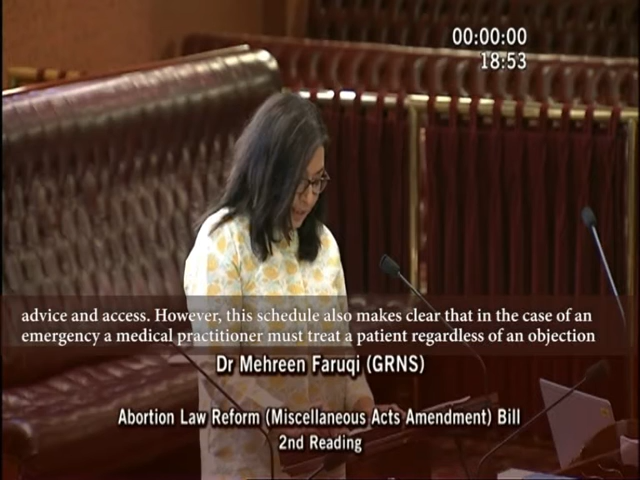 00:00:00
18:53
advice and access. However, this schedule also makes clear that in the case of an
emergency a medical practitioner must treat a patient regardless of an objection
Dr Mehreen Faruqi (GRNS)
Abortion Law Reform (Miscellaneous Acts Amendment) Bill
2nd Reading